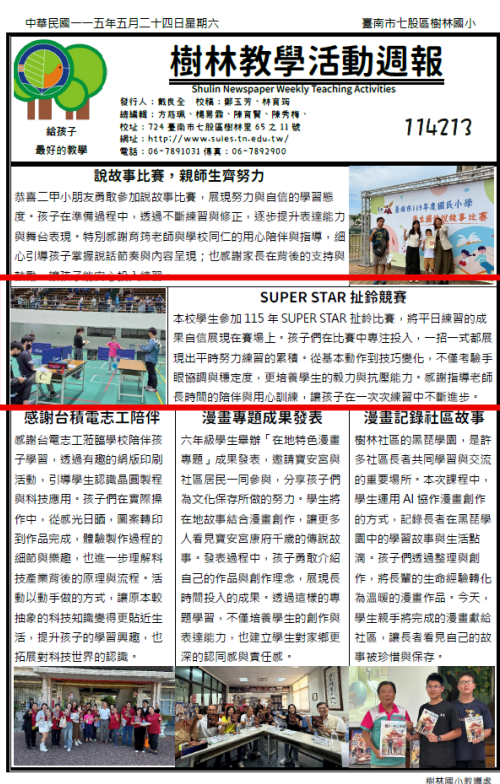 中華民國一一五年五月二十四日星期六
臺南市七股區樹林國小
樹林教學活動週報
Shulin Newspaper Weekly Teaching Activities
給孩子
最好的教學
發行人：戴良全 校稿：鄭玉芳、林育筠
校址：724 臺南市七股區樹林里 65 之 11 號
網址：http://www.sules.tn.edu.tw/
電話：06-7891031 傳真：06-7892900
114213
說故事比賽，親師生齊努力
恭喜二甲小朋友勇敢參加說故事比賽，展現努力與自信的學習態
度。孩子在準備過程中，透過不斷練習與修正，逐步提升表達能力
與舞台表現。特別感謝育筠老師與學校同仁的用心陪伴與指導，細
心引導孩子掌握說話節奏與內容呈現；也感謝家長在背後的支持與
臺南市115年度國民小學
SUPER STAR 扯鈴競賽
本校學生參加 115 年 SUPER STAR 扯鈴比賽，將平日練習的成
果自信展現在賽場上。孩子們在比賽中專注投入，一招一式都展
現出平時努力練習的累積。從基本動作到技巧變化，不僅考驗手
眼協調與穩定度，更培養學生的毅力與抗壓能力。感謝指導老師
長時間的陪伴與用心訓練，讓孩子在一次次練習中不斷進步。
感謝台積電志工陪伴
感謝台電志工蒞臨學校陪伴孩
子學習，透過有趣的絹版印刷
活動，引導學生認識晶圓製程
與科技應用。孩子們在實際操
作中，從感光日曬，圖案轉印
到作品完成，體驗製作過程的
細節與樂趣，也進一步理解科
技產業背後的原理與流程。活
動以動手做的方式，讓原本較
抽象的科技知識變得更貼近生
活，提升孩子的學習興趣，也
拓展對科技世界的認識。
漫畫專題成果發表
六年級學生舉辦「在地特色漫畫
專題」成果發表，邀請寶安宮與
社區居民一同參與，分享孩子們
為文化保存所做的努力。學生將
在地故事結合漫畫創作，讓更多
人看見寶安宮康府千歲的傳說故
事。發表過程中，孩子勇敢介紹
自己的作品與創作理念，展現長
時間投入的成果。透過這樣的專
題學習，不僅培養學生的創作與
表達能力，也建立學生對家鄉更
深的認同感與責任感。
漫畫記錄社區故事
樹林社區的黑琵學園，是許
多社區長者共同學習與交流
的重要場所。本次課程中，
學生運用 AI 協作漫畫創作
的方式，記錄長者在黑琵學
園中的學習故事與生活點
滴。孩子們透過整理與創
作，將長輩的生命經驗轉化
為溫暖的漫畫作品。今天，
學生親手將完成的漫畫獻給
社區，讓長者看見自己的故
事被珍惜與保存。
樹林國小教導處